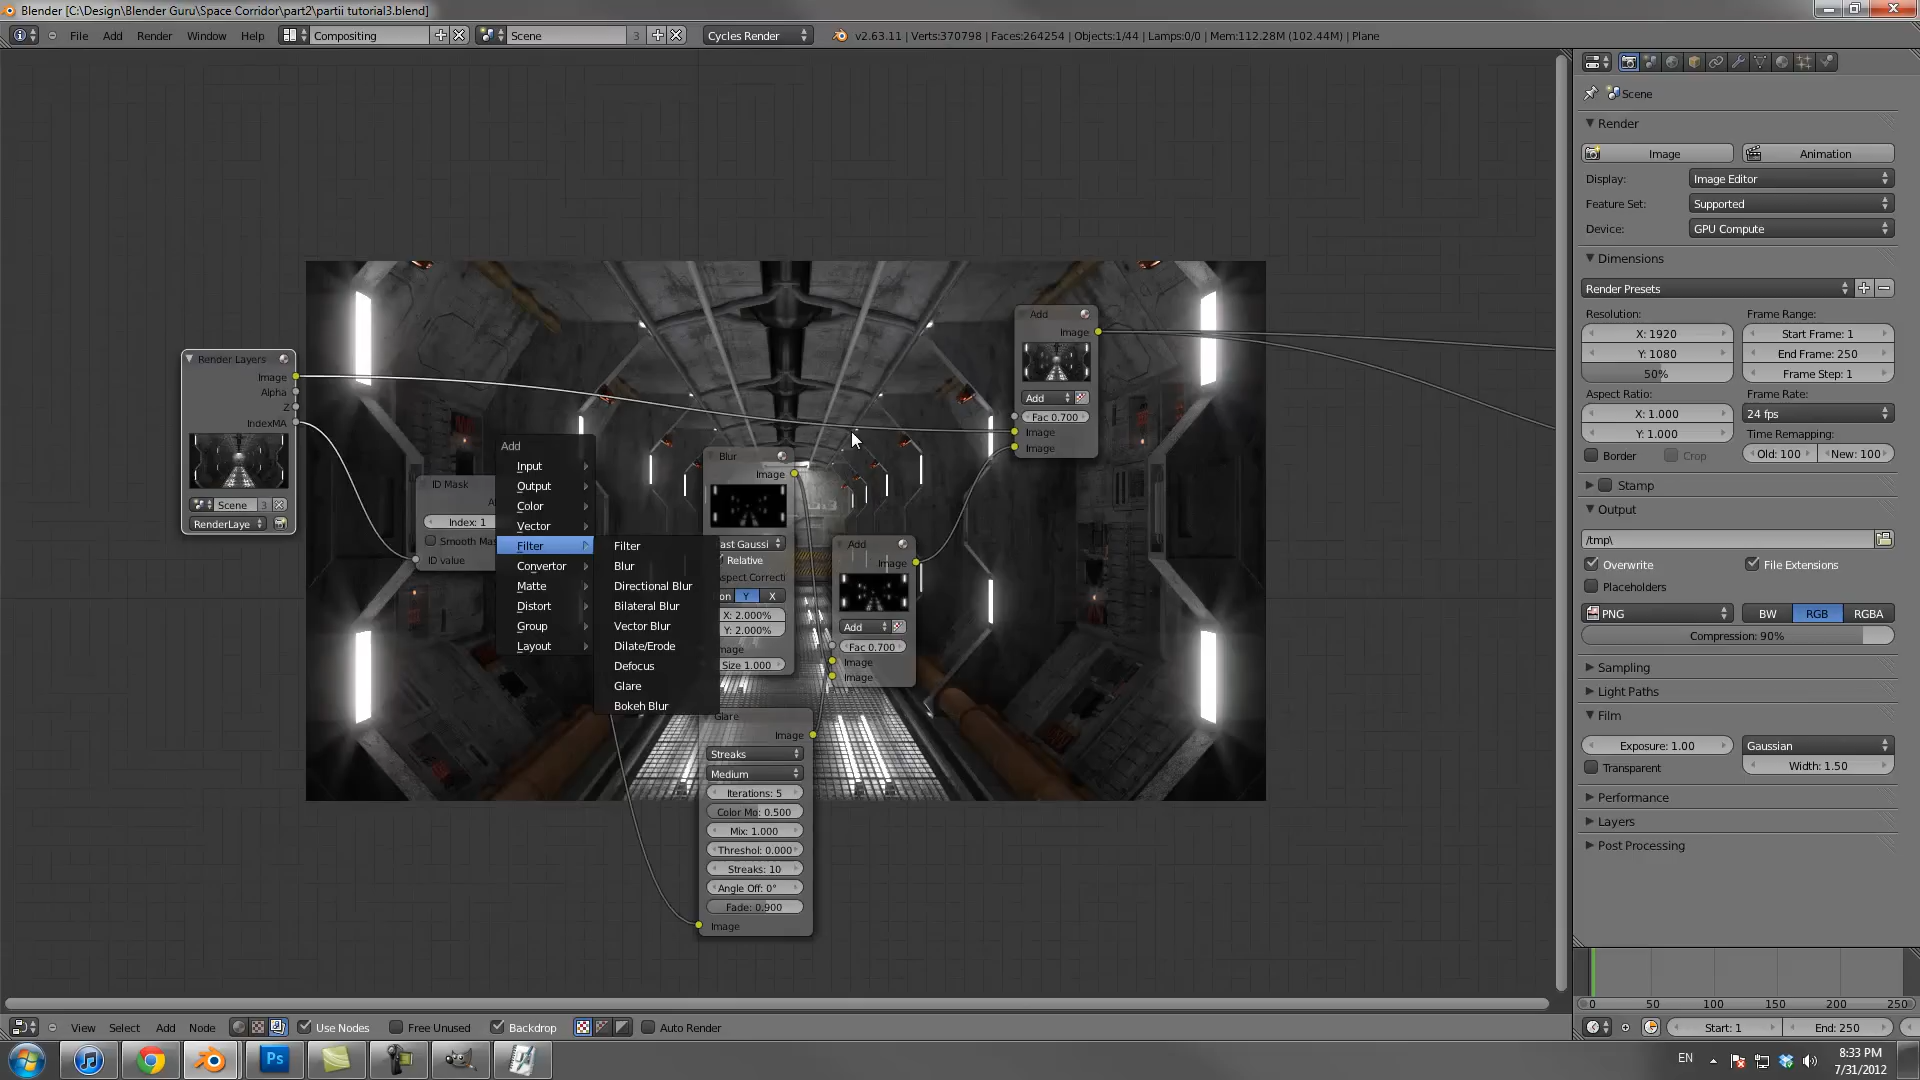 Blender [C:\Design\Blender Guru\Space Corridor\part2\partii tutorial3.blend]
File Add Render Window Help Compositing Scene 3 Cycles Render v2.63.11 | Verts:370798 | Faces:264254 | Objects:1/44 | Lamps:0/0 | Mem:112.28M (102.44M) | Plane
Scene
Render
Image Animation
Display: Image Editor
Feature Set: Supported
Device: GPU Compute
Dimensions
Render Presets
Resolution: Frame Range:
X: 1920 Start Frame: 1
Y: 1080 End Frame: 250
50% Frame Step: 1
Aspect Ratio: Frame Rate:
X: 1.000 24 fps
Y: 1.000 Time Remapping:
Border Crop Old: 100 New: 100
Stamp
Output
/tmp\
Overwrite File Extensions
Placeholders
PNG BW RGB RGBA
Compression: 90%
Sampling
Light Paths
Film
Exposure: 1.00 Gaussian
Transparent Width: 1.50
Performance
Layers
Post Processing
Render Layers
Image
Alpha
Z
IndexMA
Scene 3
RenderLaye
ID Mask
Index: 1
Smooth Mas
ID value
Add
Input
Output
Color
Vector
Filter
Convertor
Matte
Distort
Group
Layout
Filter
Blur
Directional Blur
Bilateral Blur
Vector Blur
Dilate/Erode
Defocus
Glare
Bokeh Blur
Blur
Image
ast Gaussi
Relative
Aspect Correcti
on Y X
X: 2.000%
Y: 2.000%
mage
Size 1.000
Add
Image
Add
Fac 0.700
Image
Image
Add
Image
Add
Fac 0.700
Image
Image
Glare
Image
Streaks
Medium
Iterations: 5
Color Mo: 0.500
Mix: 1.000
Threshol: 0.000
Streaks: 10
Angle Off: 0°
Fade: 0.900
Image
0 50 100 150 200 250
View Select Add Node Use Nodes Free Unused Backdrop Auto Render
Start: 1 End: 250
Ps
EN
8:33 PM
7/31/2012